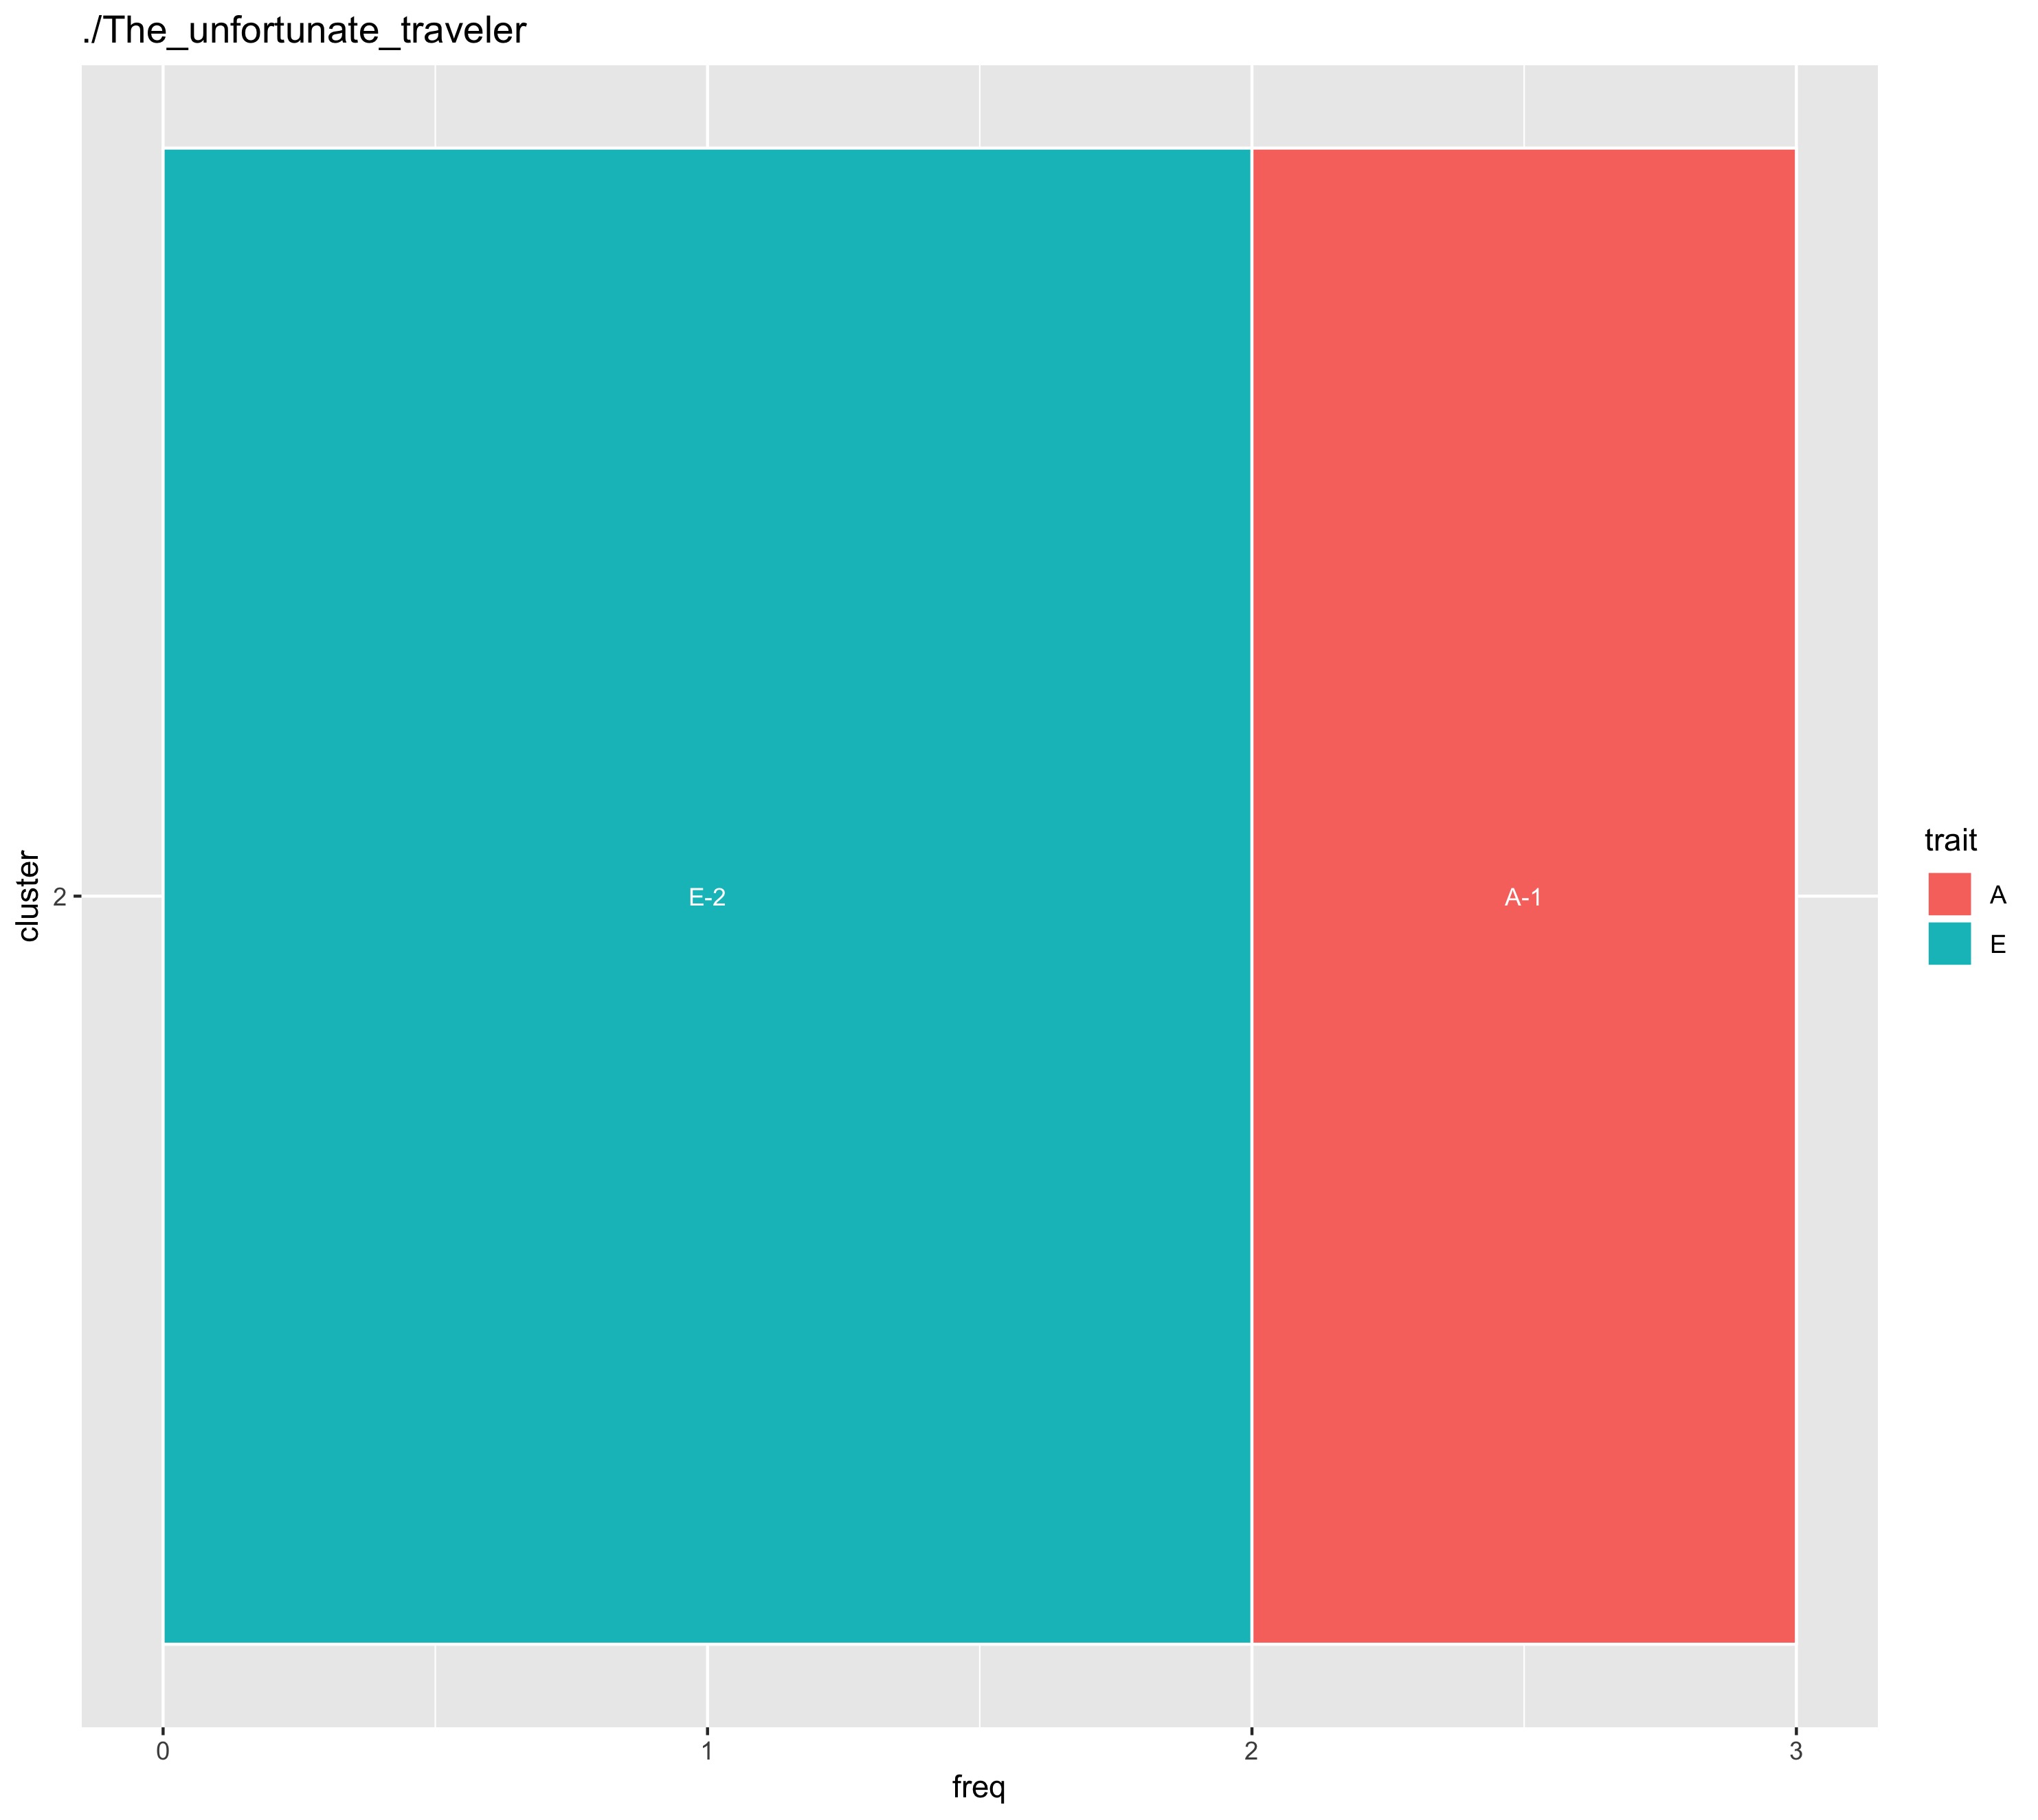 ./The_unfortunate_traveler
cluster
2
E-2
A-1
trait
A
E
0 1 2 3
freq